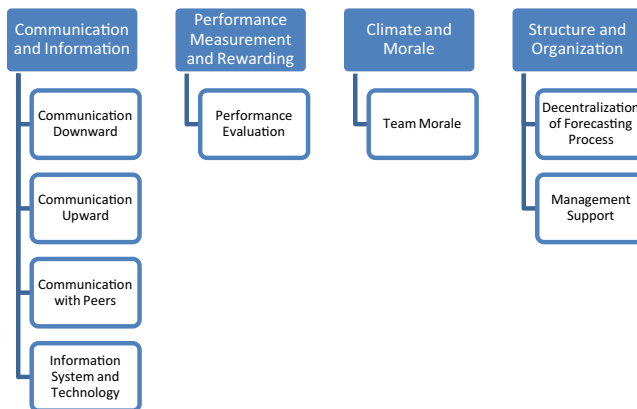 Communication
and Information
Communication
Downward
Communication
Upward
Communication
with Peers
Information
System and
Technology
Performance
Measurement
and Rewarding
Performance
Evaluation
Climate and
Morale
Team Morale
Structure and
Organization
Decentralization
of Forecasting
Process
Management
Support